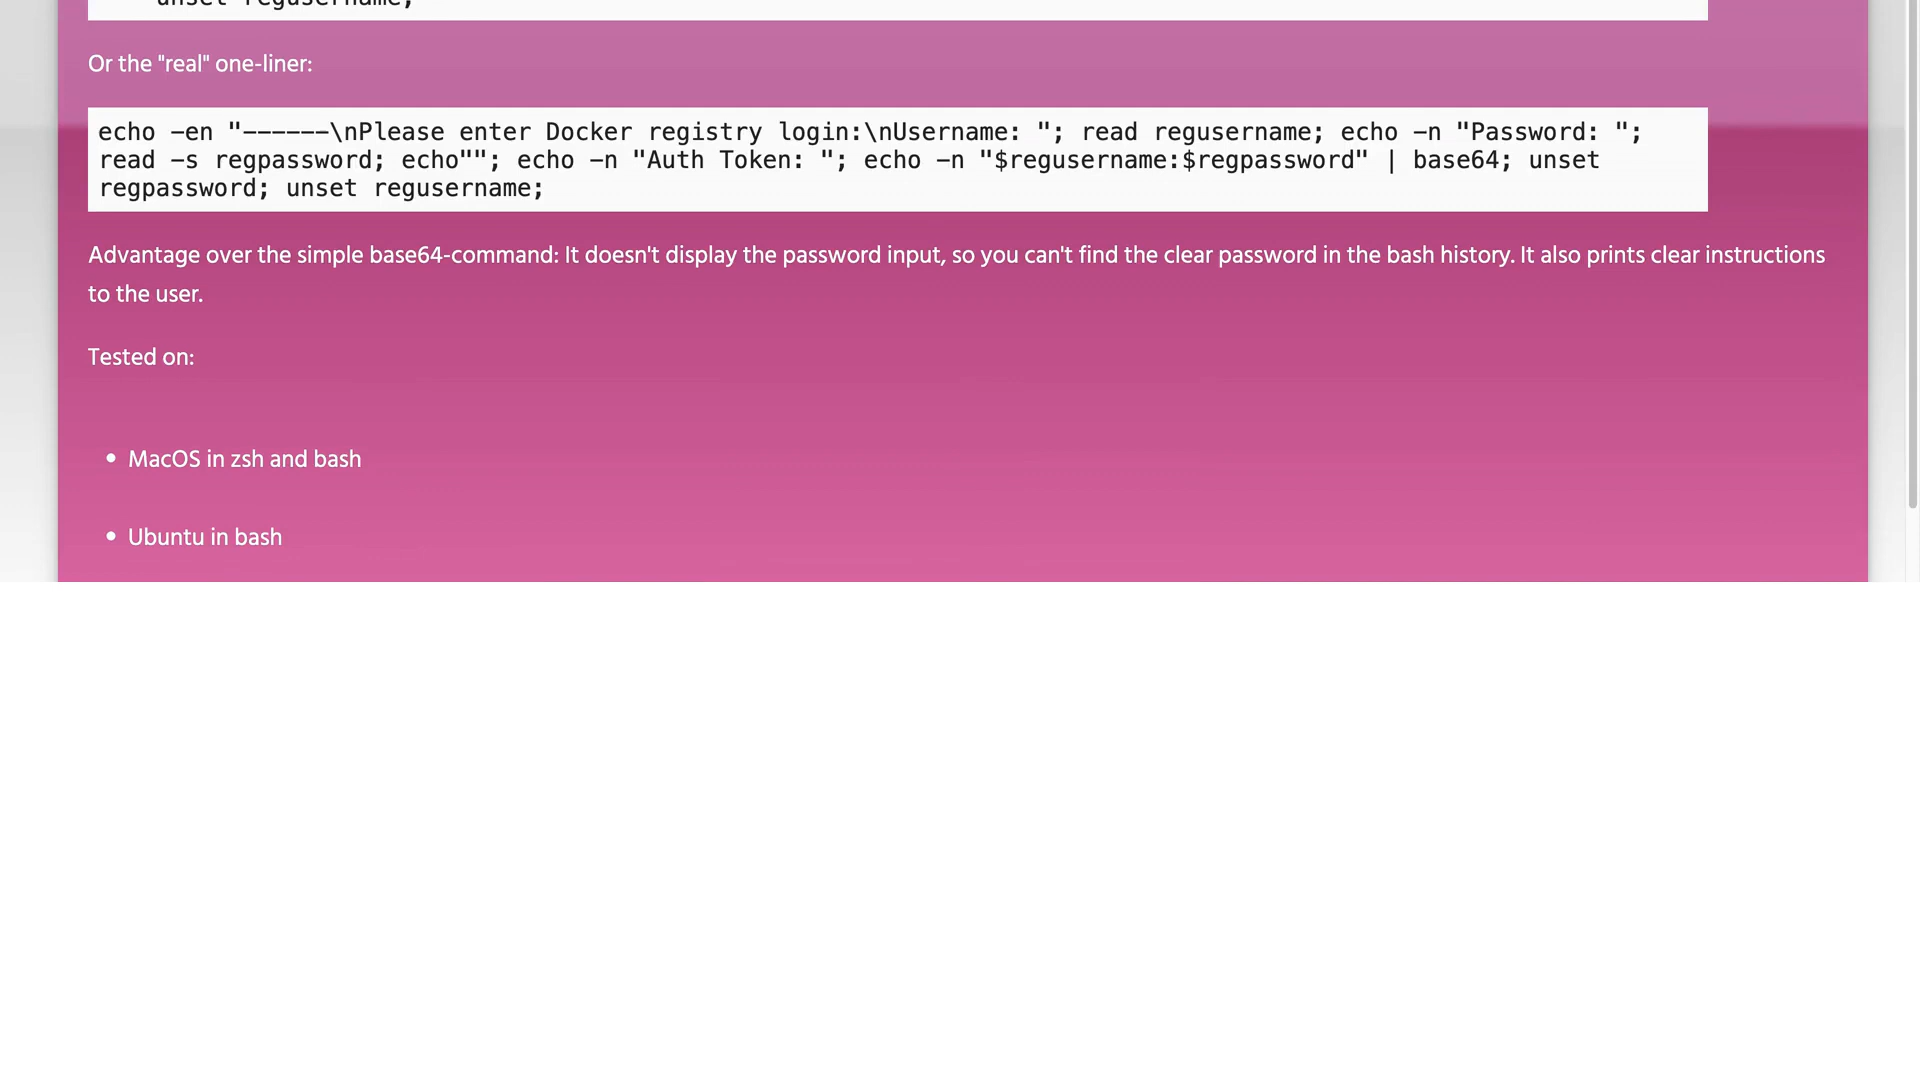 unset regusername;
Or the "real" one-liner:
echo -en "------\nPlease enter Docker registry login:\nUsername: "; read regusername; echo -n "Password: ";
read -s regpassword; echo""; echo -n "Auth Token: "; echo -n "$regusername:$regpassword" | base64; unset
regpassword; unset regusername;
Advantage over the simple base64-command: It doesn't display the password input, so you can't find the clear password in the bash history. It also prints clear instructions
to the user.
Tested on:
• MacOS in zsh and bash
• Ubuntu in bash